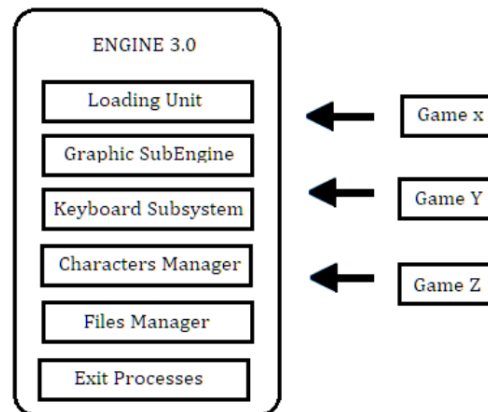 ENGINE 3.0
Loading Unit
Graphic SubEngine
Keyboard Subsystem
Characters Manager
Files Manager
Exit Processes
Game x
Game Y
Game Z